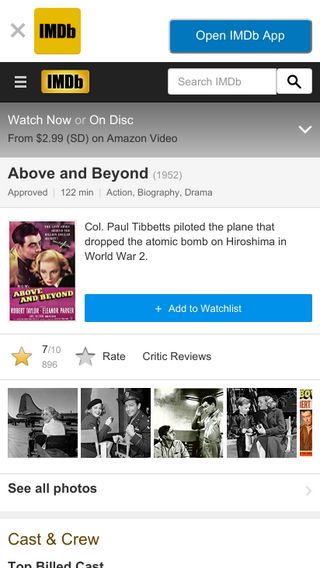 IMDb
Open IMDb App
IMDb
Search IMDb
Watch Now or On Disc
From $2.99 (SD) on Amazon Video
Above and Beyond (1952)
Approved | 122 min | Action, Biography, Drama
Col. Paul Tibbetts piloted the plane that
dropped the atomic bomb on Hiroshima in
World War 2.
ABOVE
AND BEYOND
ROBERT TAYLOR · ELEANOR PARKER
+ Add to Watchlist
7/10
896
Rate
Critic Reviews
See all photos
Cast & Crew
Top Billed Cast